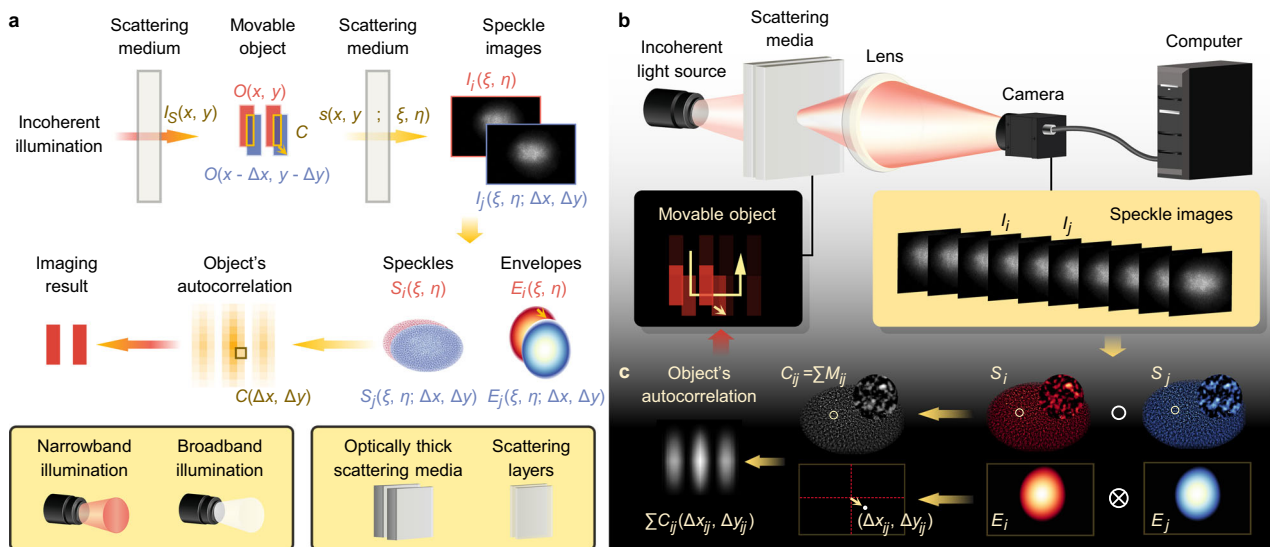 a
Scattering
medium
Movable
object
Scattering
medium
Speckle
images
O(x, y)
I_i(ξ, η)
I_S(x, y)
s(x, y ; ξ, η)
C
Incoherent
illumination
O(x - Δx, y - Δy)
I_j(ξ, η; Δx, Δy)
Imaging
result
Object's
autocorrelation
Speckles
Envelopes
S_i(ξ, η)
E_i(ξ, η)
C(Δx, Δy)
S_j(ξ, η; Δx, Δy)
E_j(ξ, η; Δx, Δy)
Narrowband
illumination
Broadband
illumination
Optically thick
scattering media
Scattering
layers
b
Incoherent
light source
Scattering
media
Lens
Camera
Computer
Movable object
Speckle images
I_i
I_j
c
Object's
autocorrelation
C_ij =∑M_ij
S_i
S_j
∑C_ij(Δx_ij, Δy_ij)
(Δx_ij, Δy_ij)
E_i
E_j